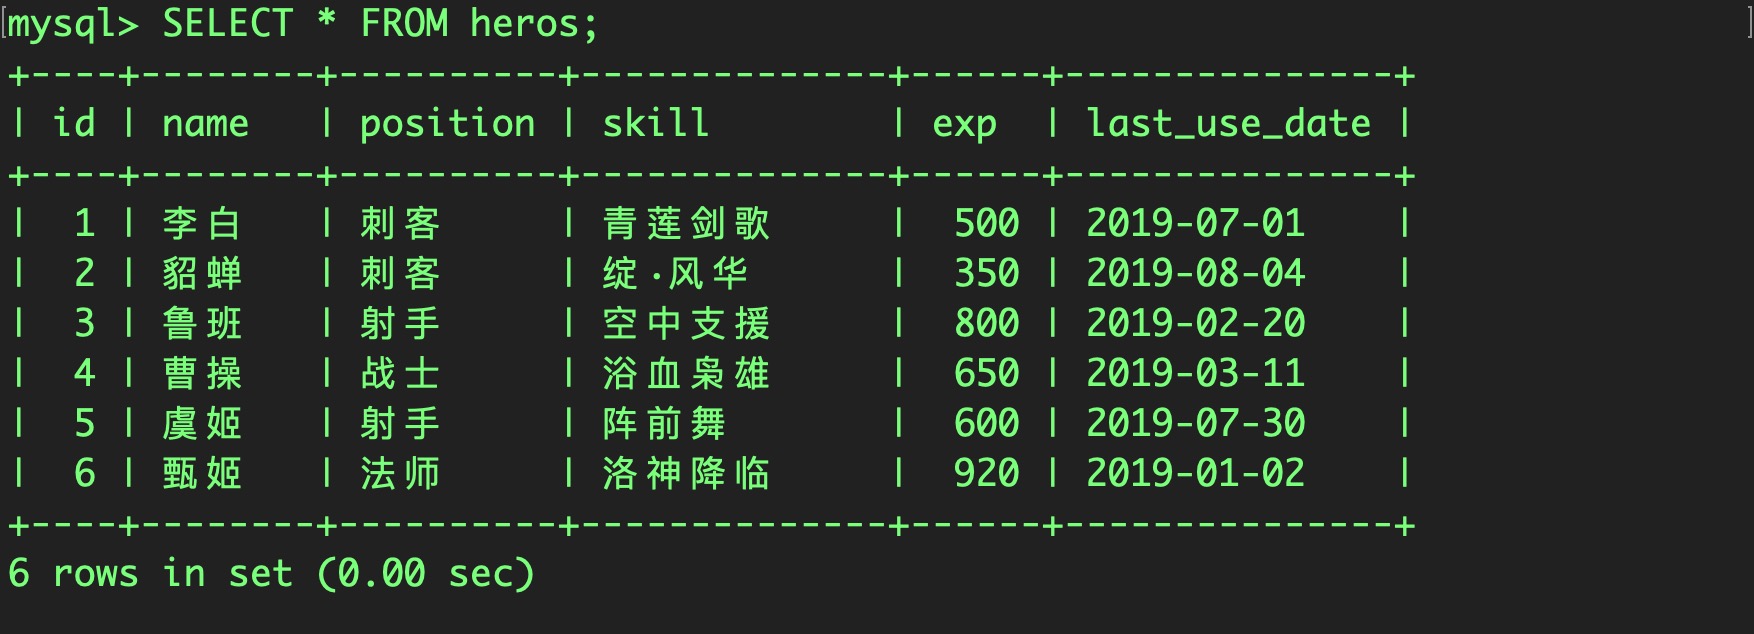 mysql> SELECT * FROM heros;
+----+--------+----------+--------------+------+---------------+
| id | name   | position | skill        | exp  | last_use_date |
+----+--------+----------+--------------+------+---------------+
|  1 | 李白   | 刺客     | 青莲剑歌     |  500 | 2019-07-01    |
|  2 | 貂蝉   | 刺客     | 绽·风华      |  350 | 2019-08-04    |
|  3 | 鲁班   | 射手     | 空中支援     |  800 | 2019-02-20    |
|  4 | 曹操   | 战士     | 浴血枭雄     |  650 | 2019-03-11    |
|  5 | 虞姬   | 射手     | 阵前舞       |  600 | 2019-07-30    |
|  6 | 甄姬   | 法师     | 洛神降临     |  920 | 2019-01-02    |
+----+--------+----------+--------------+------+---------------+
6 rows in set (0.00 sec)